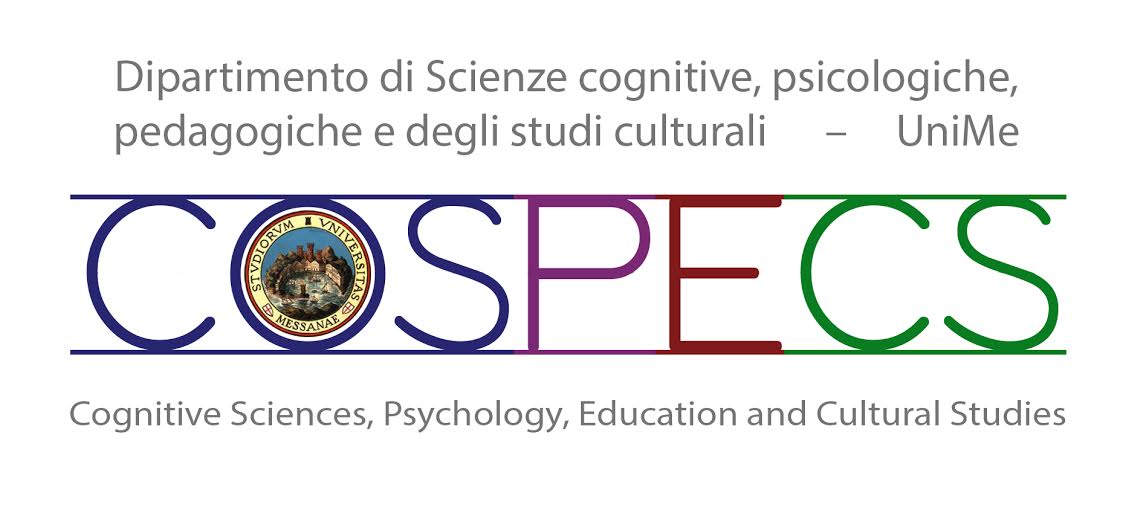 Dipartimento di Scienze cognitive, psicologiche,
pedagogiche e degli studi culturali – UniMe
COSPECS
STVDIORVM VNIVERSITAS
MESSANAE
Cognitive Sciences, Psychology, Education and Cultural Studies